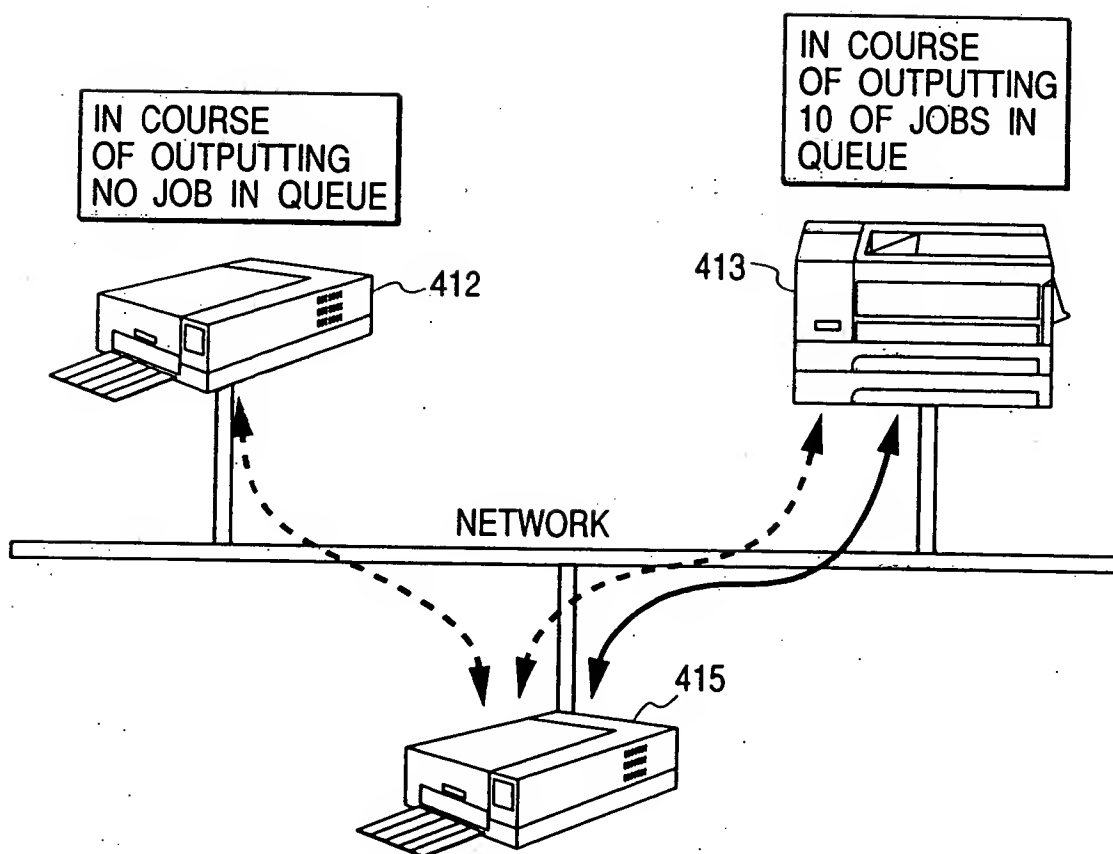 IN COURSE
OF OUTPUTTING
NO JOB IN QUEUE
IN COURSE
OF OUTPUTTING
10 OF JOBS IN
QUEUE
412
413
NETWORK
415